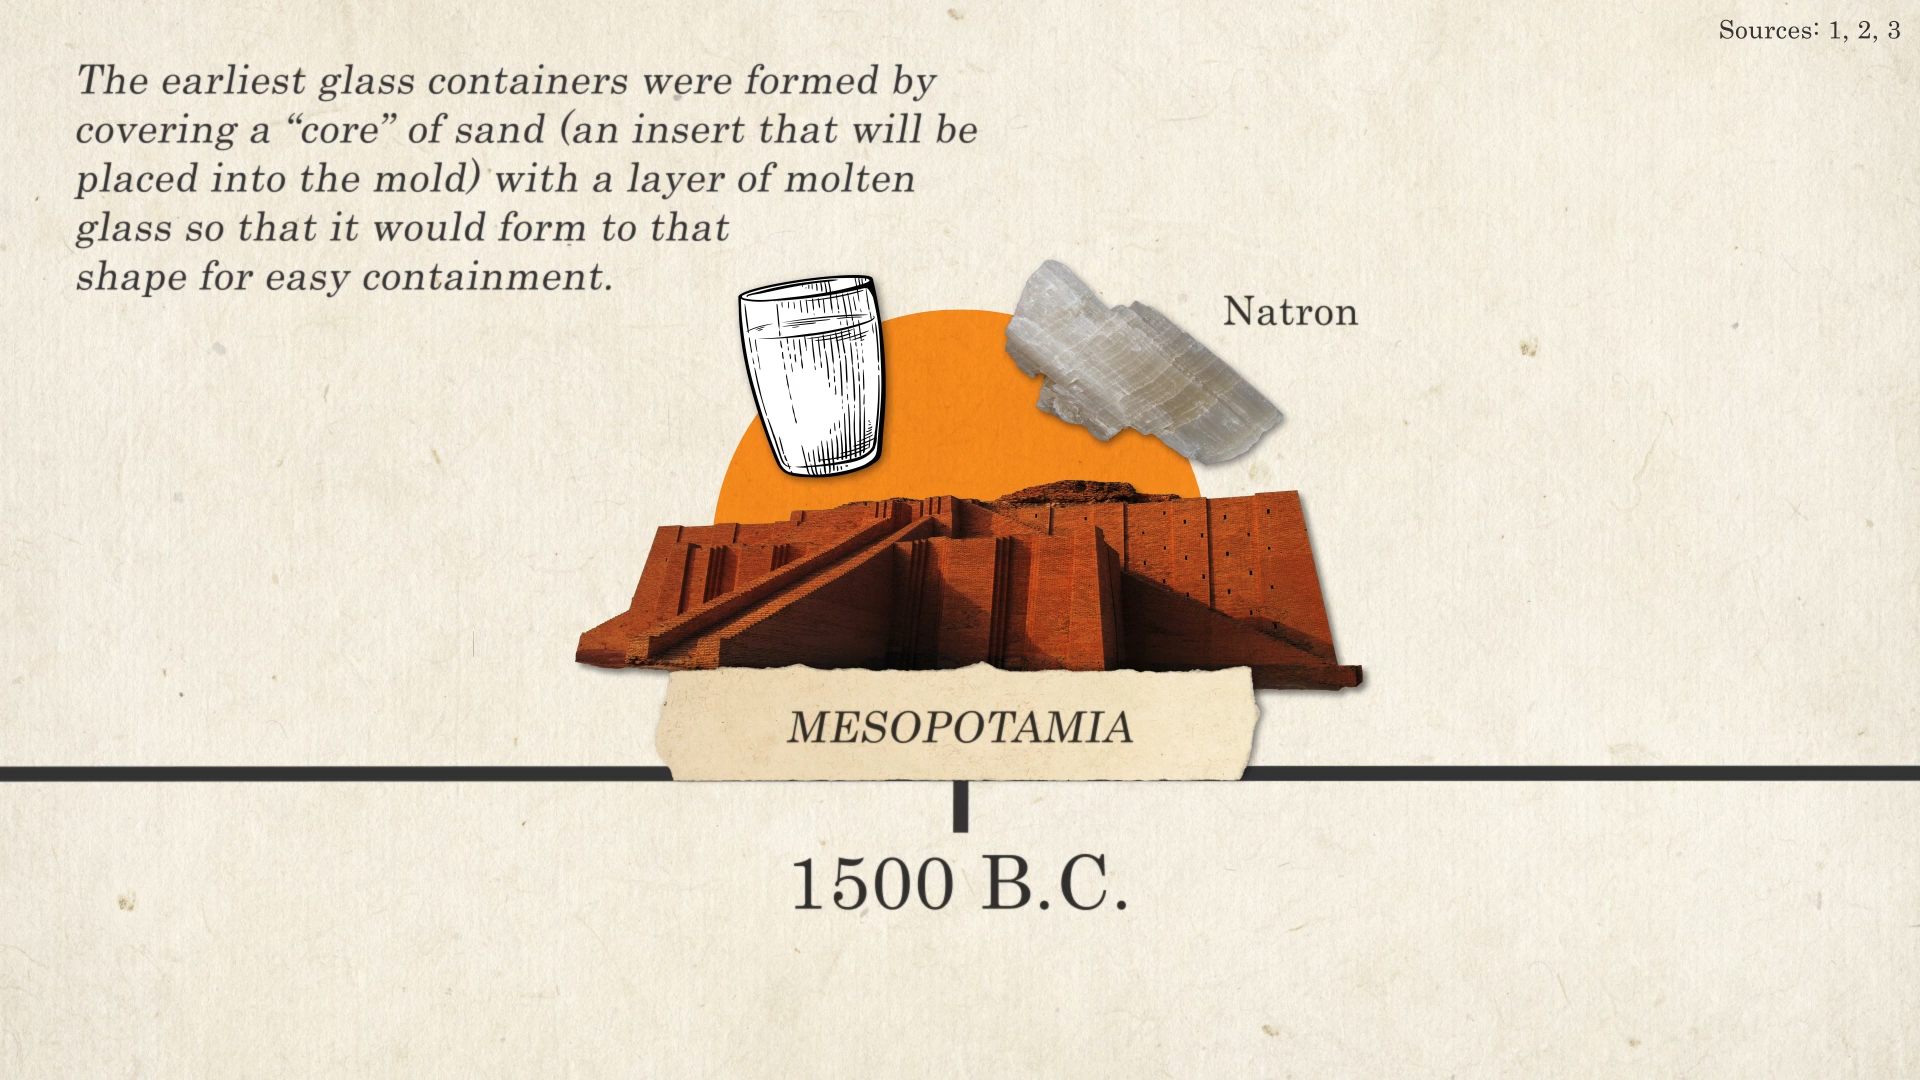 Sources: 1, 2, 3
The earliest glass containers were formed by
covering a “core” of sand (an insert that will be
placed into the mold) with a layer of molten
glass so that it would form to that
shape for easy containment.
Natron
MESOPOTAMIA
1500 B.C.